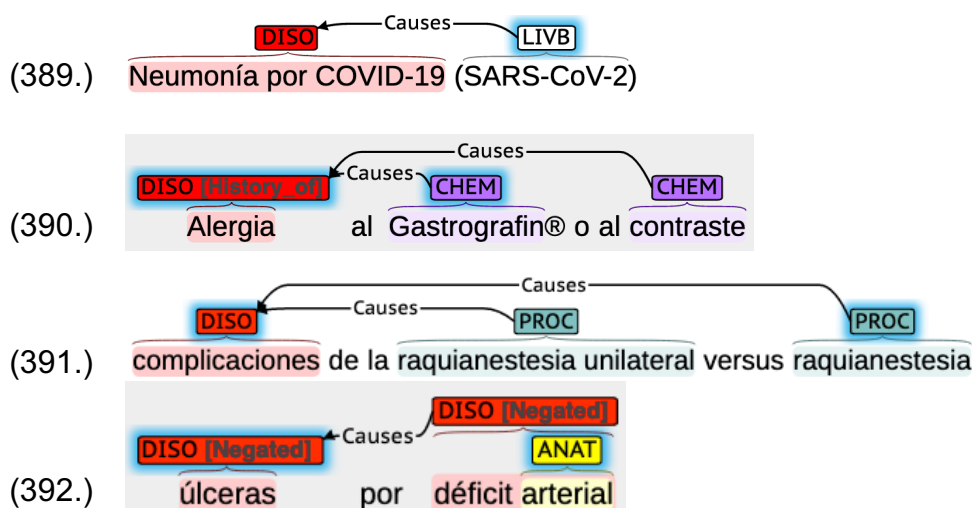 Causes
DISO LIVB
(389.) Neumonía por COVID-19 (SARS-CoV-2)
Causes
Causes
DISO [History_of] CHEM CHEM
(390.) Alergia al Gastrografin® o al contraste
Causes
Causes
DISO PROC PROC
(391.) complicaciones de la raquianestesia unilateral versus raquianestesia
DISO [Negated]
Causes
DISO [Negated] ANAT
(392.) úlceras por déficit arterial